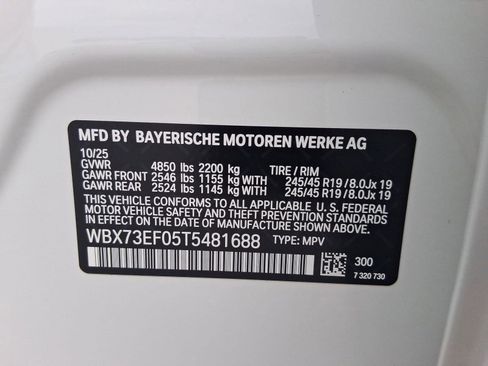 MFD BY BAYERISCHE MOTOREN WERKE AG
10/25
GVWR 4850 lbs 2200 kg TIRE / RIM
GAWR FRONT 2546 lbs 1155 kg WITH 245/45 R19 / 8.0Jx 19
GAWR REAR 2524 lbs 1145 kg WITH 245/45 R19 / 8.0Jx 19
THIS VEHICLE CONFORMS TO ALL APPLICABLE U.S. FEDERAL
MOTOR VEHICLE SAFETY AND THEFT PREVENTION STANDARDS
IN EFFECT ON THE DATE OF MANUFACTURE SHOWN ABOVE.
WBX73EF05T5481688 TYPE: MPV
300
7 320 730